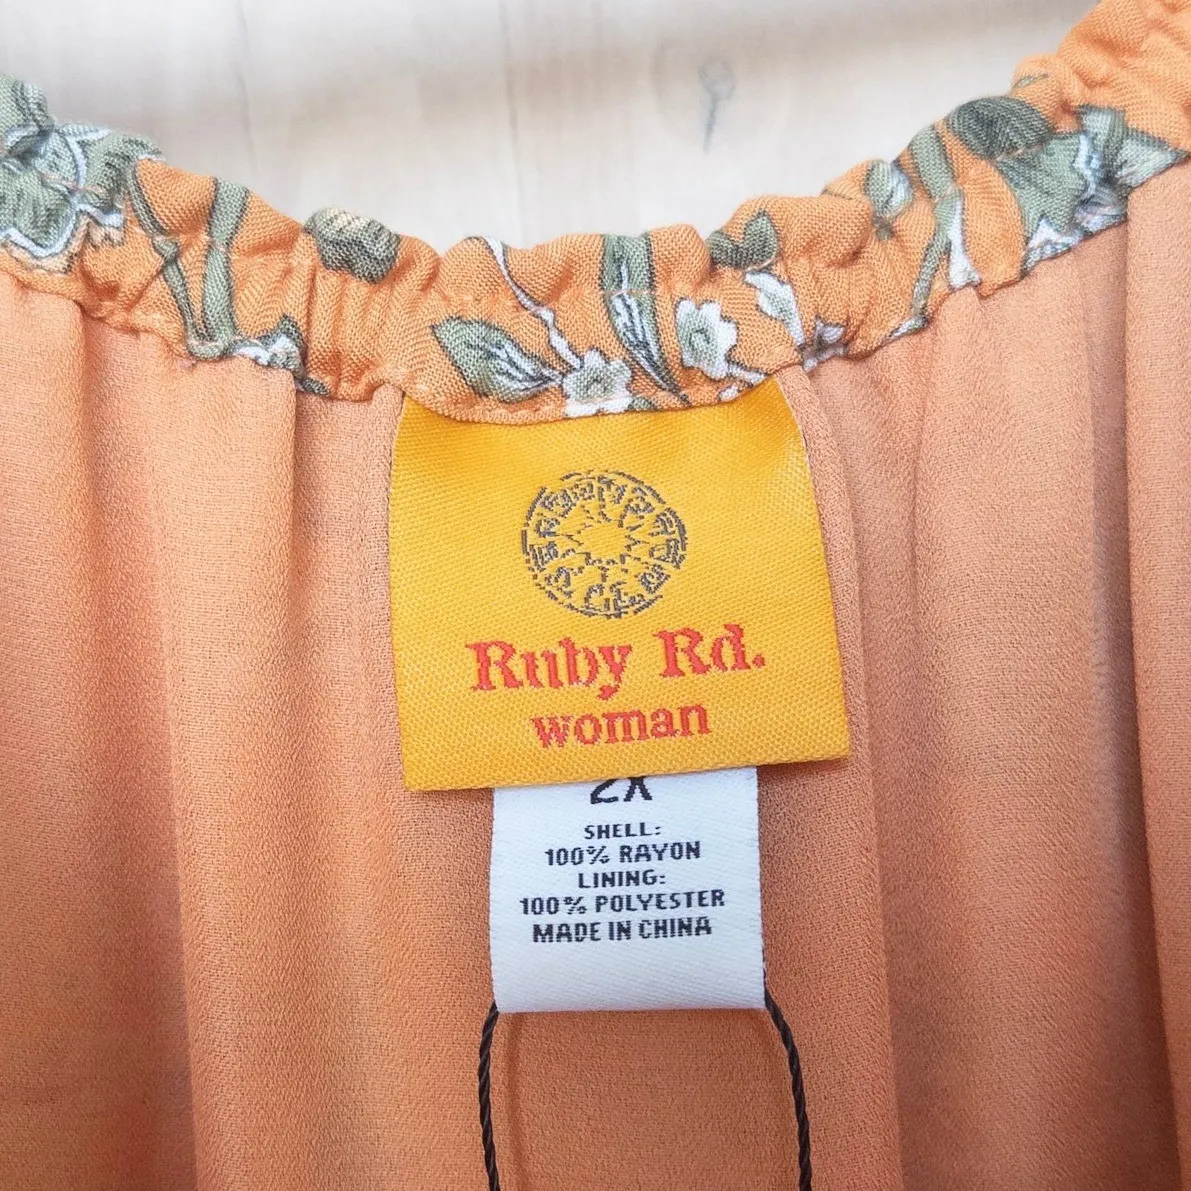 Ruby Rd.
woman
2X
SHELL:
100% RAYON
LINING:
100% POLYESTER
MADE IN CHINA